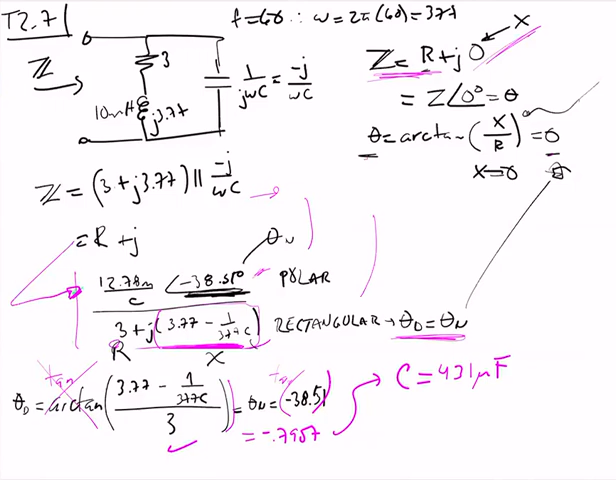 T2.71
f=60 ∴ ω = 2π(60) = 377
Z
3
10mH
j3.77
1/jωC = -j/ωC
X
Z = R + j0
= Z∠0° = θ
θ = arctan(X/R) = 0
X→0
Z = (3 + j3.77) || -j/ωC
= R + j
θN
12.78m/C ∠-38.51° POLAR
3 + j(3.77 - 1/377C) RECTANGULAR → θD = θN
R X
tan tan
θD = arctan((3.77 - 1/377C)/3) = θN = (-38.51)
= -.7957
C = 431μF